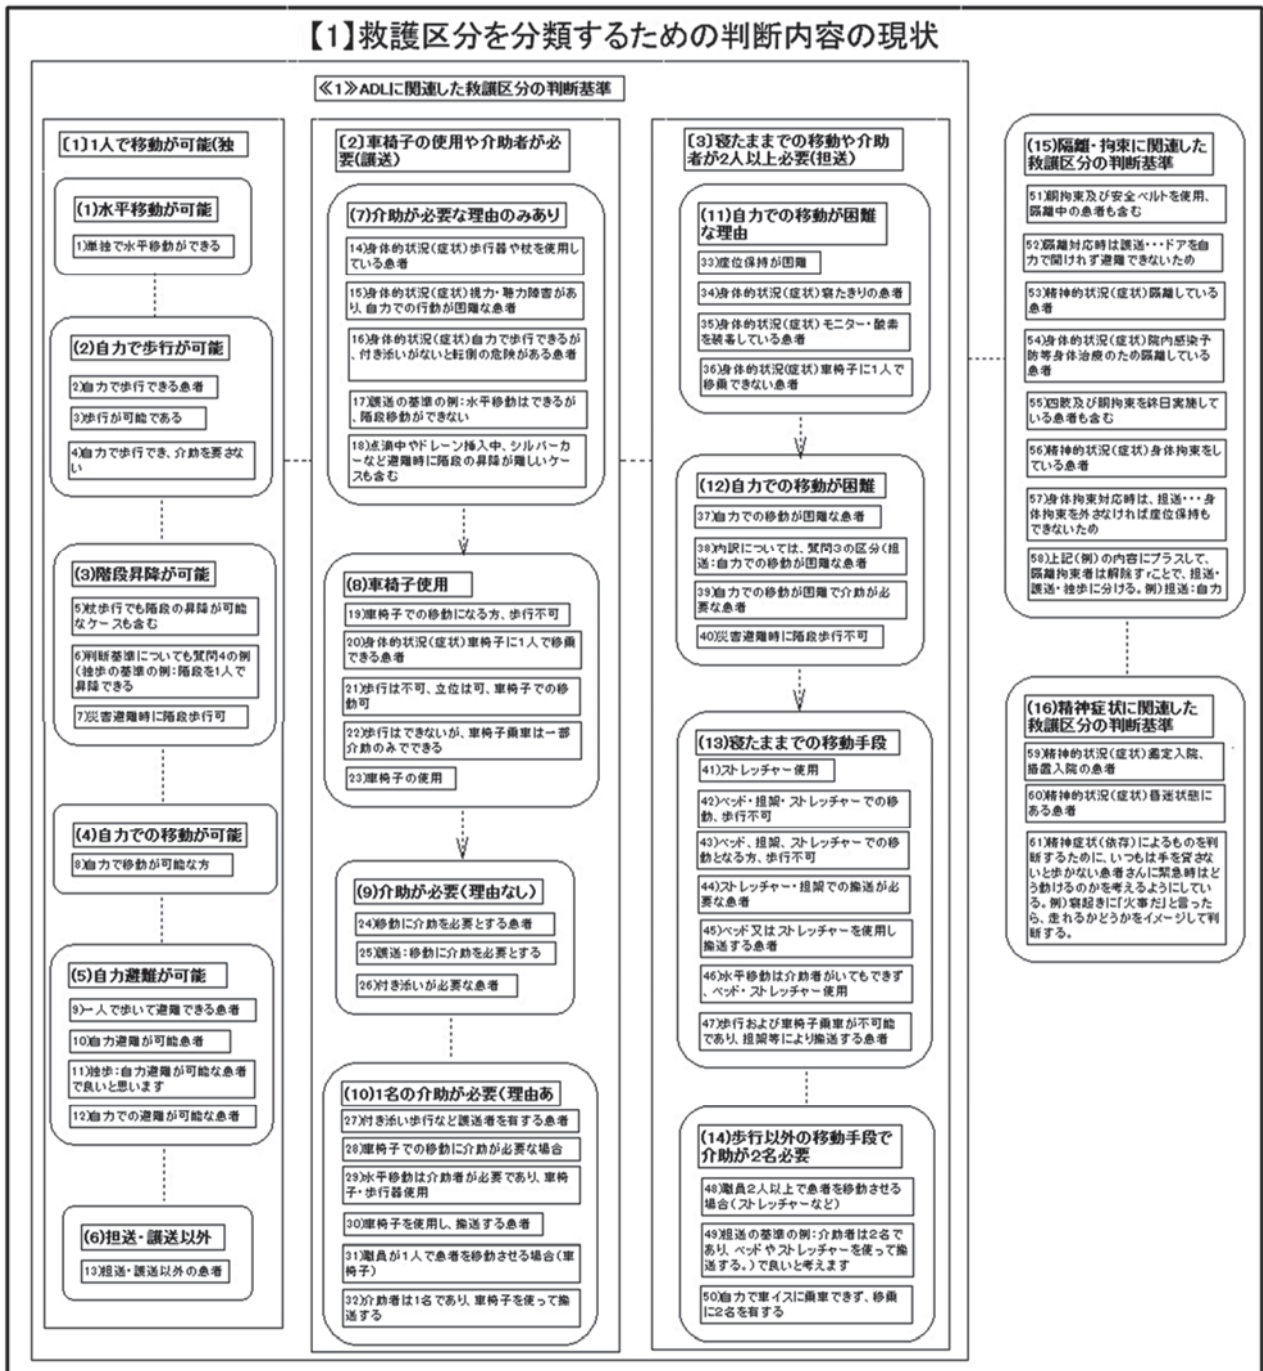 【1】救護区分を分類するための判断内容の現状
≪1≫ADLに関連した救護区分の判断基準
〔1〕1人で移動が可能(独
(1)水平移動が可能
1)単独で水平移動ができる
(2)自力で歩行が可能
2)自力で歩行できる患者
3)歩行が可能である
4)自力で歩行でき、介助を要さな
い
(3)階段昇降が可能
5)杖歩行でも階段の昇降が可能
なケースも含む
6)判断基準についても質問4の例
(独歩の基準の例:階段を1人で
昇降できる
7)災害避難時に階段歩行可
(4)自力での移動が可能
8)自力で移動が可能な方
(5)自力避難が可能
9)一人で歩いて避難できる患者
10)自力避難が可能患者
11)独歩:自力避難が可能な患者
で良いと思います
12)自力での避難が可能な患者
(6)担送・護送以外
13)担送・護送以外の患者
〔2〕車椅子の使用や介助者が必
要(護送)
(7)介助が必要な理由のみあり
14)身体的状況(症状)歩行器や杖を使用し
ている患者
15)身体的状況(症状)視力・聴力障害があ
り、自力での行動が困難な患者
16)身体的状況(症状)自力で歩行できるが
、付き添いがないと転倒の危険がある患者
17)護送の基準の例:水平移動はできるが、
階段移動ができない
18)点滴中やドレーン挿入中、シルバーカ
ーなど避難時に階段の昇降が難しいケー
スも含む
(8)車椅子使用
19)車椅子での移動になる方、歩行不可
20)身体的状況(症状)車椅子に1人で移乗
できる患者
21)歩行は不可、立位は可、車椅子での移
動可
22)歩行はできないが、車椅子乗車は一部
介助のみでできる
23)車椅子の使用
(9)介助が必要(理由なし)
24)移動に介助を必要とする患者
25)護送:移動に介助を必要とする
26)付き添いが必要な患者
(10)1名の介助が必要(理由あ
27)付き添い歩行など護送者を有する患者
28)車椅子での移動に介助が必要な場合
29)水平移動は介助者が必要であり、車椅
子・歩行器使用
30)車椅子を使用し、搬送する患者
31)職員が1人で患者を移動させる場合(車
椅子)
32)介助者は1名であり、車椅子を使って搬
送する
〔3〕寝たままでの移動や介助
者が2人以上必要(担送)
(11)自力での移動が困難
な理由
33)座位保持が困難
34)身体的状況(症状)寝たきりの患者
35)身体的状況(症状)モニター・酸素
を装着している患者
36)身体的状況(症状)車椅子に1人で
移乗できない患者
(12)自力での移動が困難
37)自力での移動が困難な患者
38)内訳については、質問3の区分(担
送:自力での移動が困難な患者
39)自力での移動が困難で介助が必
要な患者
40)災害避難時に階段歩行不可
(13)寝たままでの移動手段
41)ストレッチャー使用
42)ベッド・担架・ストレッチャーでの移
動、歩行不可
43)ベッド、担架、ストレッチャーでの移
動となる方、歩行不可
44)ストレッチャー・担架での搬送が必
要な患者
45)ベッド又はストレッチャーを使用し
搬送する患者
46)水平移動は介助者がいてもできず
、ベッド・ストレッチャー使用
47)歩行および車椅子乗車が不可能
であり、担架等により搬送する患者
(14)歩行以外の移動手段で
介助が2名必要
48)職員2人以上で患者を移動させる
場合(ストレッチャーなど)
49)担送の基準の例:介助者は2名で
あり、ベッドやストレッチャーを使って搬
送する。)で良いと考えます
50)自力で車イスに乗車できず、移乗
に2名を有する
(15)隔離・拘束に関連した
救護区分の判断基準
51)胴拘束及び安全ベルトを使用、
隔離中の患者も含む
52)隔離対応時は護送・・・ドアを自
力で開けれず避難できないため
53)精神的状況(症状)隔離している
患者
54)身体的状況(症状)院内感染予
防等身体治療のため隔離している
患者
55)四肢及び胴拘束を終日実施して
いる患者も含む
56)精神的状況(症状)身体拘束をし
ている患者
57)身体拘束対応時は、担送・・・身
体拘束を外さなければ座位保持も
できないため
58)上記(例)の内容にプラスして、
隔離拘束者は解除すrことで、担送・
護送・独歩に分ける。例)担送:自力
(16)精神症状に関連した
救護区分の判断基準
59)精神的状況(症状)鑑定入院、
措置入院の患者
60)精神的状況(症状)昏迷状態に
ある患者
61)精神症状(依存)によるものを判
断するために、いつもは手を貸さな
いと歩かない患者さんに緊急時はど
う動けるのかを考えるようにしてい
る。例)寝起きに「火事だ」と言った
ら、走れるかどうかをイメージして判
断する。